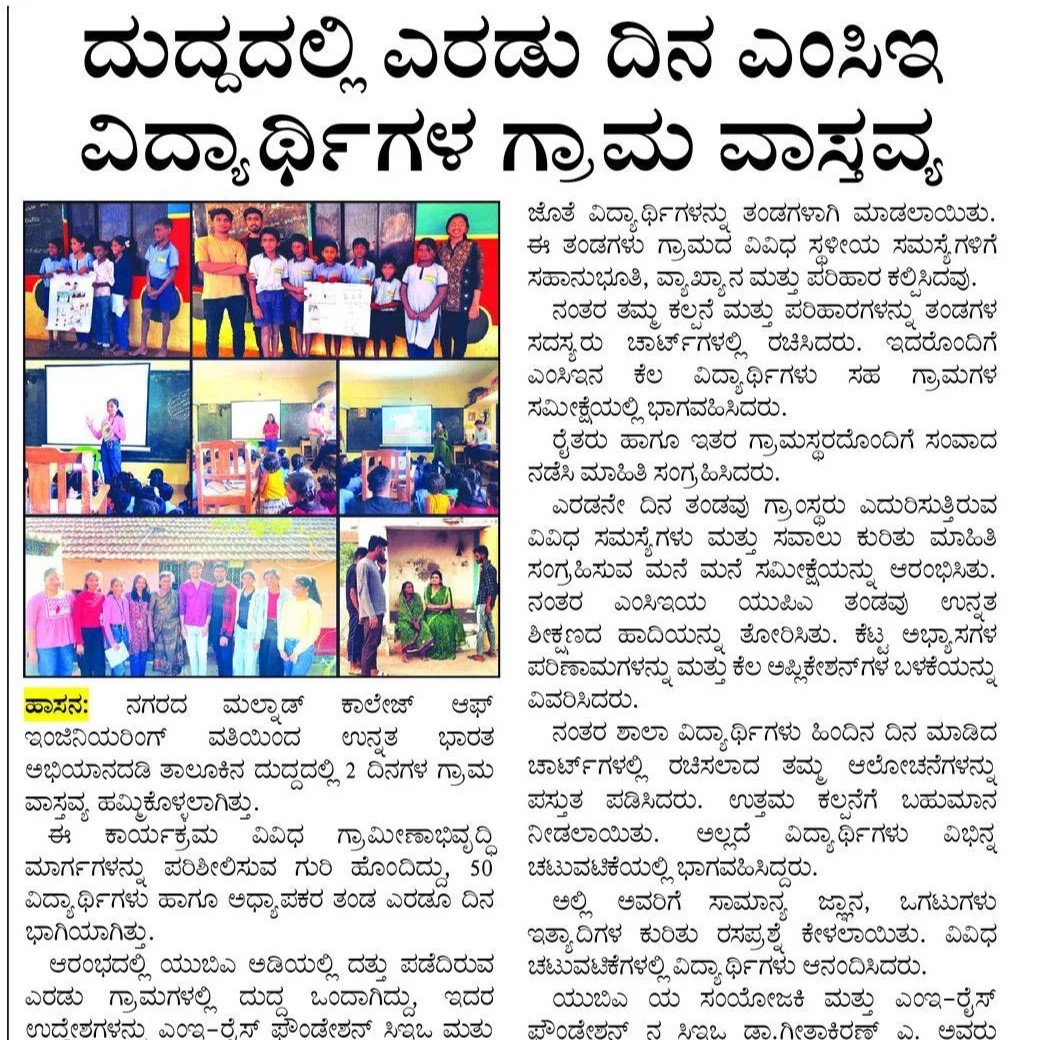 ದುದ್ದದಲ್ಲಿ ಎರಡು ದಿನ ಎಂಸಿಇ
ವಿದ್ಯಾರ್ಥಿಗಳ ಗ್ರಾಮ ವಾಸ್ತವ್ಯ
ಹಾಸನ: ನಗರದ ಮಲ್ನಾಡ್ ಕಾಲೇಜ್ ಆಫ್
ಇಂಜಿನಿಯರಿಂಗ್ ವತಿಯಿಂದ ಉನ್ನತ ಭಾರತ
ಅಭಿಯಾನದಡಿ ತಾಲೂಕಿನ ದುದ್ದದಲ್ಲಿ 2 ದಿನಗಳ ಗ್ರಾಮ
ವಾಸ್ತವ್ಯ ಹಮ್ಮಿಕೊಳ್ಳಲಾಗಿತ್ತು.
ಈ ಕಾರ್ಯಕ್ರಮ ವಿವಿಧ ಗ್ರಾಮೀಣಾಭಿವೃದ್ಧಿ
ಮಾರ್ಗಗಳನ್ನು ಪರಿಶೀಲಿಸುವ ಗುರಿ ಹೊಂದಿದ್ದು, 50
ವಿದ್ಯಾರ್ಥಿಗಳು ಹಾಗೂ ಅಧ್ಯಾಪಕರ ತಂಡ ಎರಡೂ ದಿನ
ಭಾಗಿಯಾಗಿತ್ತು.
ಆರಂಭದಲ್ಲಿ ಯುಬಿಎ ಅಡಿಯಲ್ಲಿ ದತ್ತು ಪಡೆದಿರುವ
ಎರಡು ಗ್ರಾಮಗಳಲ್ಲಿ ದುದ್ದ ಒಂದಾಗಿದ್ದು, ಇದರ
ಉದ್ದೇಶಗಳನ್ನು ಎಂಇ-ರೈಸ್ ಫೌಂಡೇಶನ್ ಸಿಇಒ ಮತ್ತು
ಜೊತೆ ವಿದ್ಯಾರ್ಥಿಗಳನ್ನು ತಂಡಗಳಾಗಿ ಮಾಡಲಾಯಿತು.
ಈ ತಂಡಗಳು ಗ್ರಾಮದ ವಿವಿಧ ಸ್ಥಳೀಯ ಸಮಸ್ಯೆಗಳಿಗೆ
ಸಹಾನುಭೂತಿ, ವ್ಯಾಖ್ಯಾನ ಮತ್ತು ಪರಿಹಾರ ಕಲ್ಪಿಸಿದವು.
ನಂತರ ತಮ್ಮ ಕಲ್ಪನೆ ಮತ್ತು ಪರಿಹಾರಗಳನ್ನು ತಂಡಗಳ
ಸದಸ್ಯರು ಚಾರ್ಟ್‌ಗಳಲ್ಲಿ ರಚಿಸಿದರು. ಇದರೊಂದಿಗೆ
ಎಂಸಿಇನ ಕೆಲ ವಿದ್ಯಾರ್ಥಿಗಳು ಸಹ ಗ್ರಾಮಗಳ
ಸಮೀಕ್ಷೆಯಲ್ಲಿ ಭಾಗವಹಿಸಿದರು.
ರೈತರು ಹಾಗೂ ಇತರ ಗ್ರಾಮಸ್ಥರದೊಂದಿಗೆ ಸಂವಾದ
ನಡೆಸಿ ಮಾಹಿತಿ ಸಂಗ್ರಹಿಸಿದರು.
ಎರಡನೇ ದಿನ ತಂಡವು ಗ್ರಾಂಸ್ಥರು ಎದುರಿಸುತ್ತಿರುವ
ವಿವಿಧ ಸಮಸ್ಯೆಗಳು ಮತ್ತು ಸವಾಲು ಕುರಿತು ಮಾಹಿತಿ
ಸಂಗ್ರಹಿಸುವ ಮನೆ ಮನೆ ಸಮೀಕ್ಷೆಯನ್ನು ಆರಂಭಿಸಿತು.
ನಂತರ ಎಂಸಿಇಯ ಯುಪಿಎ ತಂಡವು ಉನ್ನತ
ಶೀಕ್ಷಣದ ಹಾದಿಯನ್ನು ತೋರಿಸಿತು. ಕೆಟ್ಟ ಅಭ್ಯಾಸಗಳ
ಪರಿಣಾಮಗಳನ್ನು ಮತ್ತು ಕೆಲ ಅಪ್ಲಿಕೇಶನ್‌ಗಳ ಬಳಕೆಯನ್ನು
ವಿವರಿಸಿದರು.
ನಂತರ ಶಾಲಾ ವಿದ್ಯಾರ್ಥಿಗಳು ಹಿಂದಿನ ದಿನ ಮಾಡಿದ
ಚಾರ್ಟ್‌ಗಳಲ್ಲಿ ರಚಿಸಲಾದ ತಮ್ಮ ಆಲೋಚನೆಗಳನ್ನು
ಪಸ್ತುತ ಪಡಿಸಿದರು. ಉತ್ತಮ ಕಲ್ಪನೆಗೆ ಬಹುಮಾನ
ನೀಡಲಾಯಿತು. ಅಲ್ಲದೆ ವಿದ್ಯಾರ್ಥಿಗಳು ವಿಭಿನ್ನ
ಚಟುವಟಿಕೆಯಲ್ಲಿ ಭಾಗವಹಿಸಿದ್ದರು.
ಅಲ್ಲಿ ಅವರಿಗೆ ಸಾಮಾನ್ಯ ಜ್ಞಾನ, ಒಗಟುಗಳು
ಇತ್ಯಾದಿಗಳ ಕುರಿತು ರಸಪ್ರಶ್ನೆ ಕೇಳಲಾಯಿತು. ವಿವಿಧ
ಚಟುವಟಿಕೆಗಳಲ್ಲಿ ವಿದ್ಯಾರ್ಥಿಗಳು ಆನಂದಿಸಿದರು.
ಯುಬಿಎ ಯ ಸಂಯೋಜಕಿ ಮತ್ತು ಎಂಇ-ರೈಸ್
ಫೌಂಡೇಶನ್ ನ ಸಿಇಒ ಡಾ.ಗೀತಾಕಿರಣ್ ಎ. ಅವರು